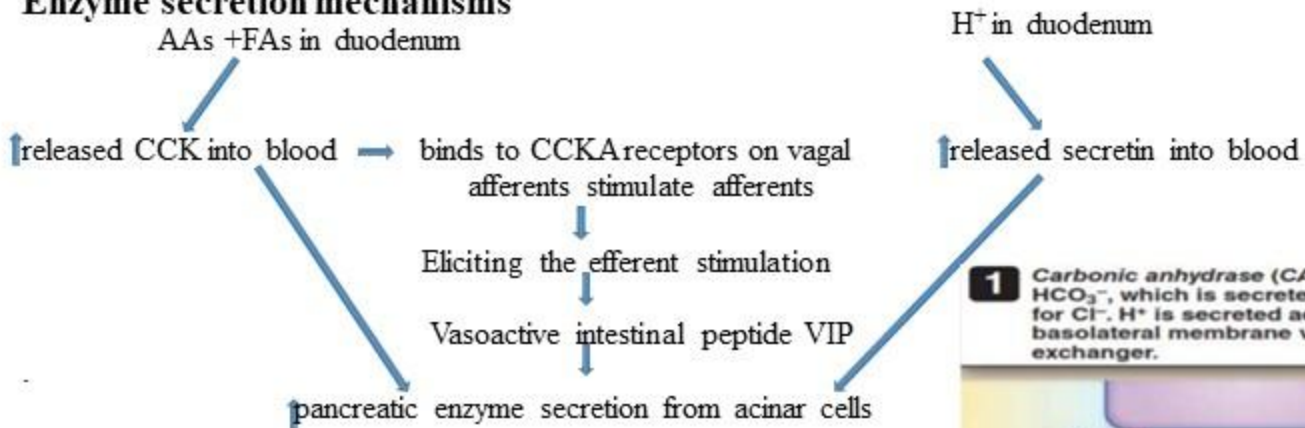 Enzyme secretion mechanisms
AAs +FAs in duodenum
H+ in duodenum
released CCK into blood
binds to CCKA receptors on vagal
afferents stimulate afferents
released secretin into blood
Eliciting the efferent stimulation
Vasoactive intestinal peptide VIP
pancreatic enzyme secretion from acinar cells
1
Carbonic anhydrase (CA
HCO₃⁻, which is secrete
for Cl⁻. H⁺ is secreted a
basolateral membrane
exchanger.